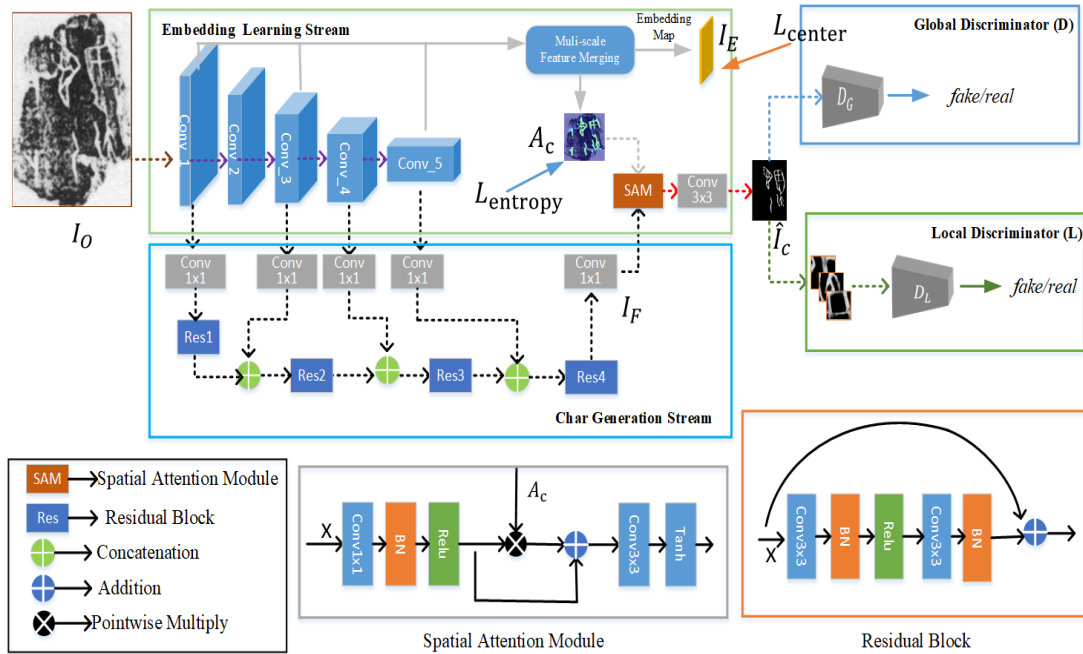 Embedding Learning Stream
Conv_1
Conv_2
Conv_3
Conv_4
Conv_5
Muli-scale
Feature Merging
Embedding
Map
I_E
L_center
A_c
L_entropy
SAM
Conv
3x3
I_O
Global Discriminator (D)
D_G
fake/real
Î_C
Local Discriminator (L)
D_L
fake/real
Conv
1x1
Conv
1x1
Conv
1x1
Conv
1x1
Conv
1x1
I_F
Res1
Res2
Res3
Res4
Char Generation Stream
SAM
Spatial Attention Module
Res
Residual Block
Concatenation
Addition
Pointwise Multiply
X
Conv1x1
BN
Relu
A_c
Conv3x3
Tanh
Spatial Attention Module
X
Conv3x3
BN
Relu
Conv3x3
BN
Residual Block